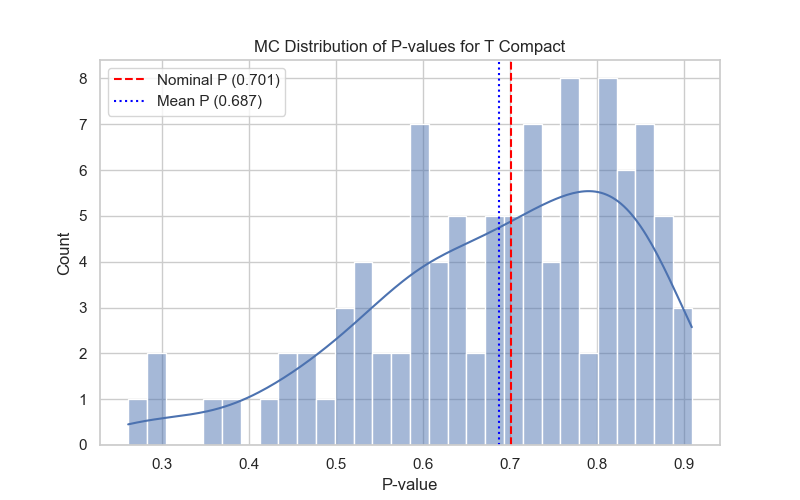 MC Distribution of P-values for T Compact
Nominal P (0.701)
Mean P (0.687)
8
7
6
5
4
3
2
1
0
Count
0.3 0.4 0.5 0.6 0.7 0.8 0.9
P-value